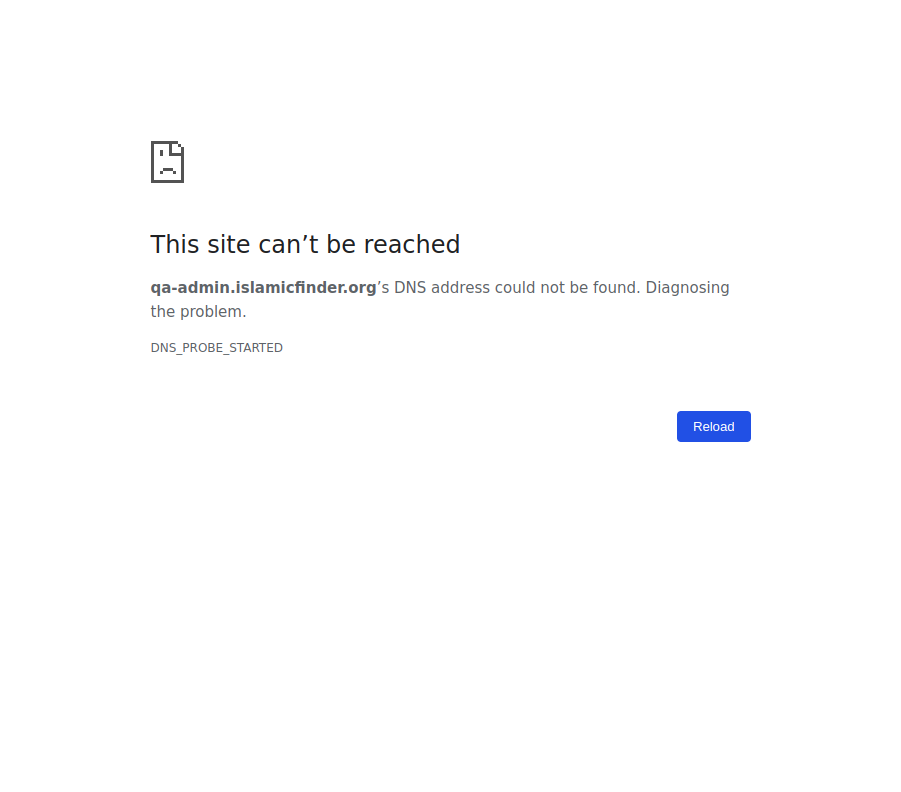 This site can’t be reached
qa-admin.islamicfinder.org’s DNS address could not be found. Diagnosing
the problem.
DNS_PROBE_STARTED
Reload